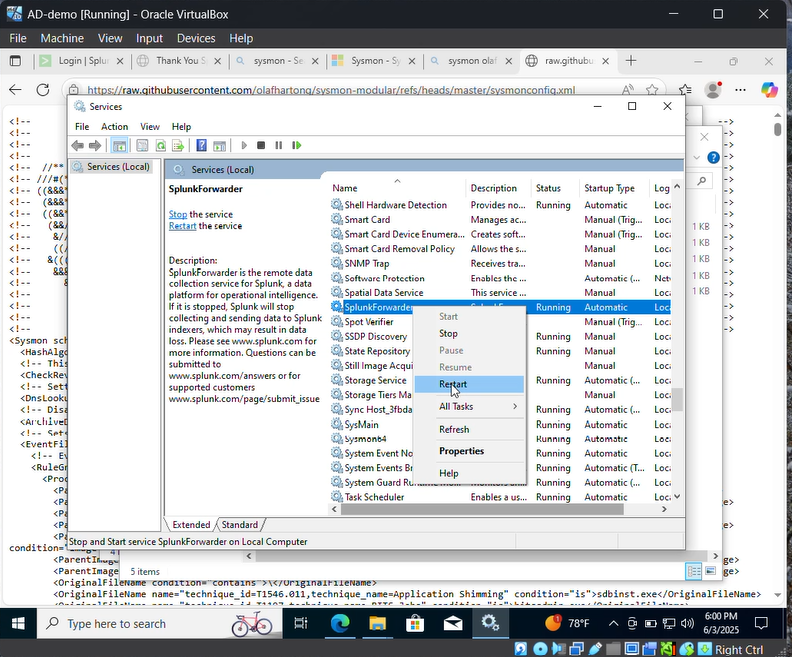 AD-demo [Running] - Oracle VirtualBox
File Machine View Input Devices Help
Login | Splu
Thank You S
sysmon - Se
Sysmon - Sy
sysmon olaf
raw.githubu
https://raw.githubusercontent.com/olafhartong/sysmon-modular/refs/heads/master/sysmonconfig.xml
Services
File Action View Help
Services (Local)
Services (Local)
SplunkForwarder
Stop the service
Restart the service
Description:
SplunkForwarder is the remote data
collection service for Splunk, a data
platform for operational intelligence.
If it is stopped, Splunk will stop
collecting and sending data to Splunk
indexers, which may result in data
loss. Please see www.splunk.com for
more information. Questions can be
submitted to
www.splunk.com/answers or for
supported customers
www.splunk.com/page/submit_issue
Name Description Status Startup Type Log
Shell Hardware Detection Provides no... Running Automatic Loca
Smart Card Manages ac... Manual (Trig... Loca
Smart Card Device Enumera... Creates soft... Manual (Trig... Loca
Smart Card Removal Policy Allows the s... Manual Loca
SNMP Trap Receives tra... Manual Loca
Software Protection Enables the ... Automatic (... Net
Spatial Data Service This service ... Manual Loca
SplunkForwarder Running Automatic Loca
Spot Verifier Manual (Trig... Loca
SSDP Discovery Running Manual Loca
State Repository Running Manual Loca
Still Image Acqui Manual Loca
Storage Service Running Automatic (... Loca
Storage Tiers Ma Manual Loca
Sync Host_3fbda Running Automatic (... Loca
SysMain Running Automatic Loca
Sysmon64 Running Automatic Loca
System Event No Running Automatic Loca
System Events Br Running Automatic (T... Loca
System Guard Ru Running Automatic (... Loca
Task Scheduler Enables a us... Running Automatic Loca
Start
Stop
Pause
Resume
Restart
All Tasks
Refresh
Properties
Help
Extended Standard
Stop and Start service SplunkForwarder on Local Computer
1 KB
1 KB
1 KB
1 KB
1 KB
5 items
<!--
<!--
<!--
<!--
<!-- //**
<!-- ///#(*
<!-- ((&&&*
<!-- (&&&
<!-- ((&&*
<!-- (&&/
<!-- &//
<!-- ((/
<!-- &(((
<!-- &&&
<!-- &
<!--
<!--
<!--
<!--
<Sysmon sch
<HashAlgo
<!-- This
<CheckRev
<!-- Sett
<DnsLooku
<!-- Disa
<ArchiveD
<!-- Sets
<EventFil
<!-- Ev
<RuleGr
<Proc
<Pa
<Pa
<Pa
<Pa
condition="image
<ParentImag
<ParentImag
<OriginalFileName condition="contains">\</OriginalFileName>
<OriginalFileName name="technique_id=T1546.011,technique_name=Application Shimming" condition="is">sdbinst.exe</OriginalFileName>
Type here to search
78°F
6:00 PM
6/3/2025
Right Ctrl